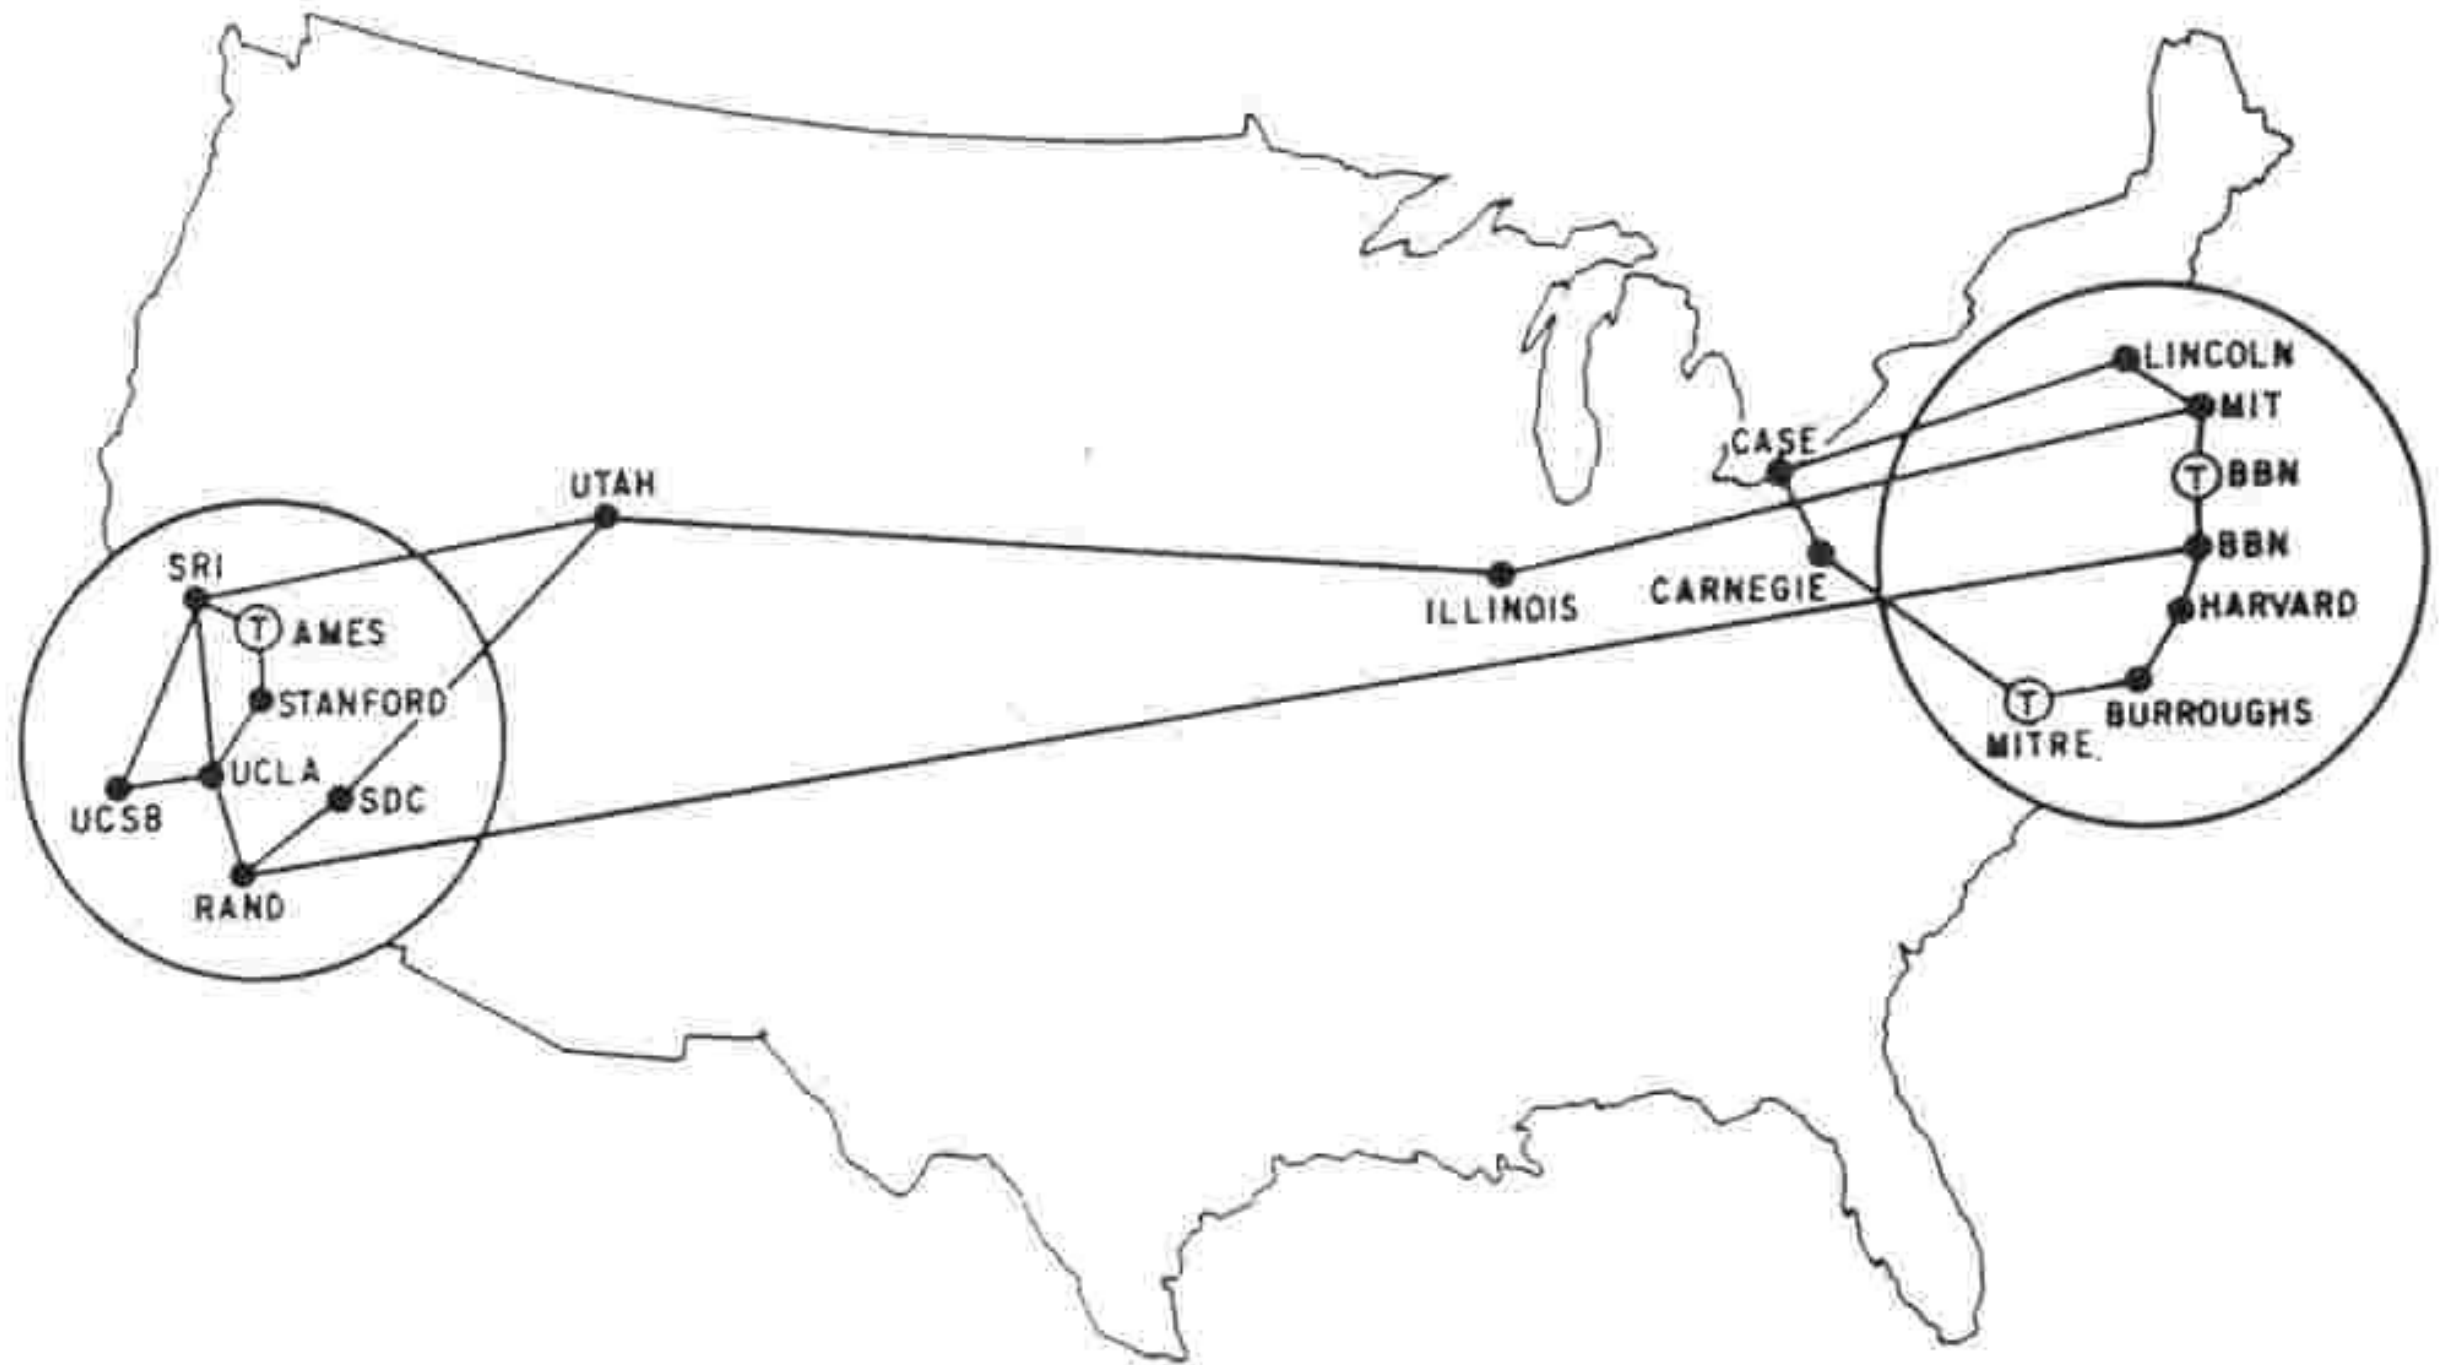 LINCOLN
MIT
CASE
T BBN
UTAH
BBN
SRI
ILLINOIS
CARNEGIE
HARVARD
T AMES
STANFORD
T
BURROUGHS
MITRE
UCLA
SDC
UCSB
RAND